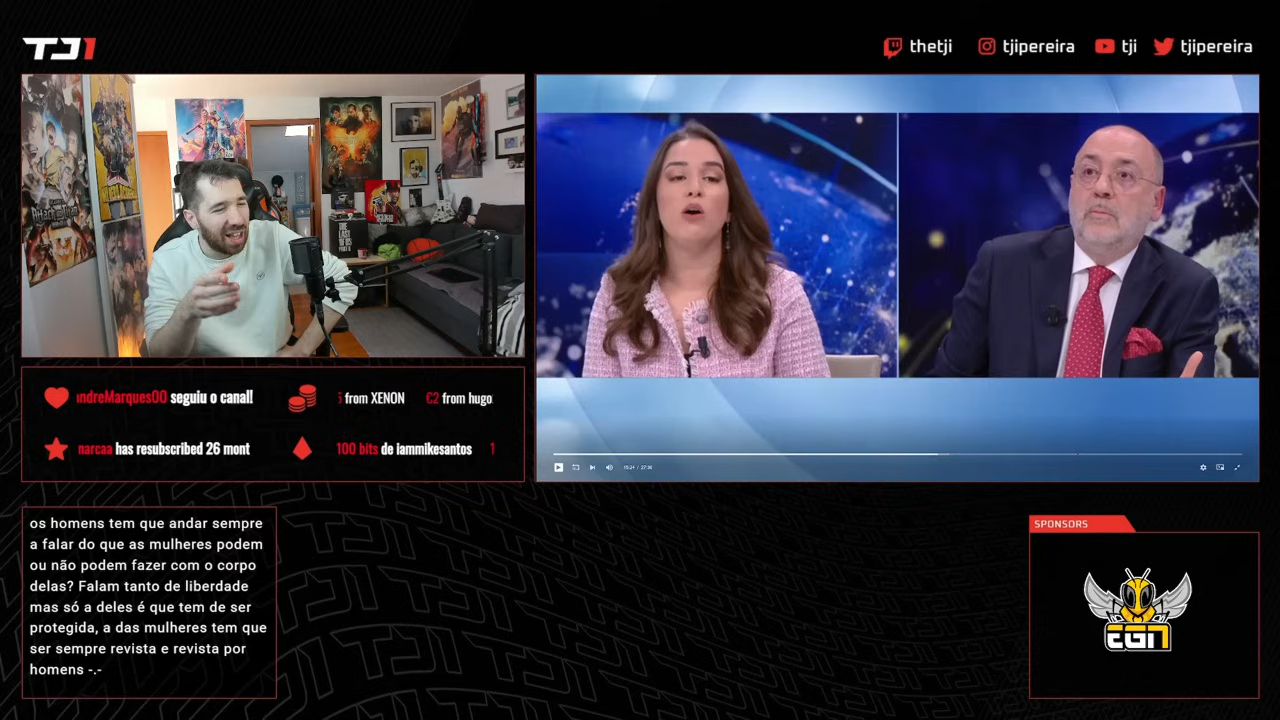 TJ1
thetji
tjipereira
tji
tjipereira
ndreMarques00 seguiu o canal!
from XENON
€2 from hugo
narcaa has resubscribed 26 mont
100 bits de iammikesantos
1
os homens tem que andar sempre
a falar do que as mulheres podem
ou não podem fazer com o corpo
delas? Falam tanto de liberdade
mas só a deles é que tem de ser
protegida, a das mulheres tem que
ser sempre revista e revista por
homens -.-
SPONSORS
EGN